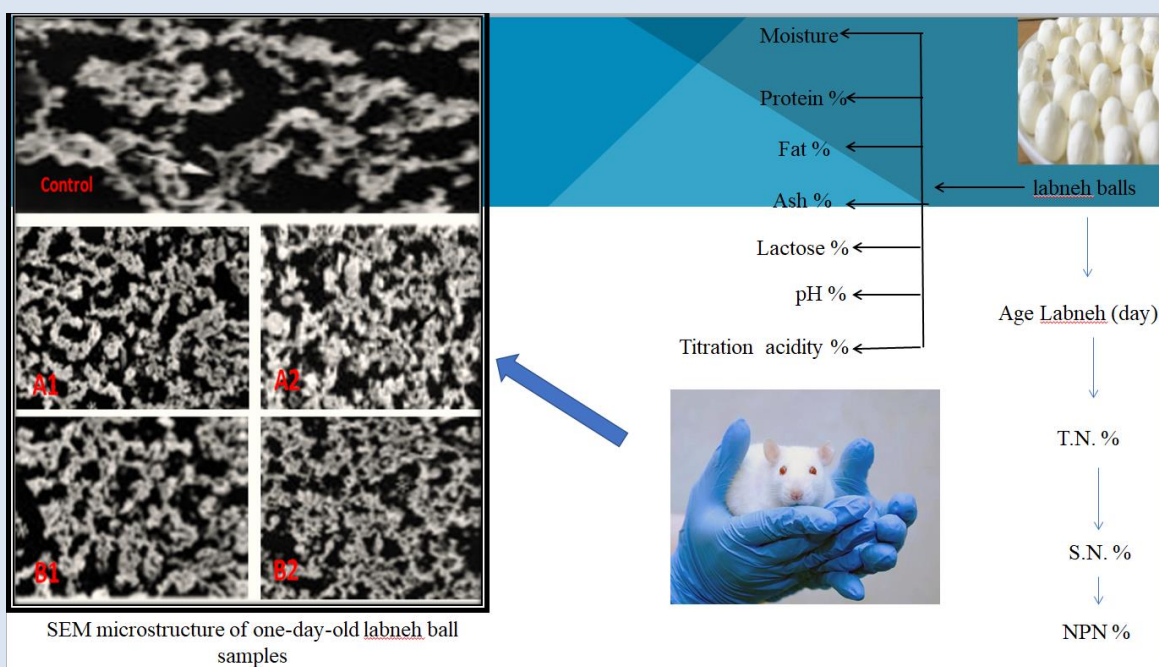 Control
A1
A2
B1
B2
SEM microstructure of one-day-old labneh ball
samples
Moisture
Protein %
Fat %
Ash %
Lactose %
pH %
Titration acidity %
labneh balls
Age Labneh (day)
T.N. %
S.N. %
NPN %